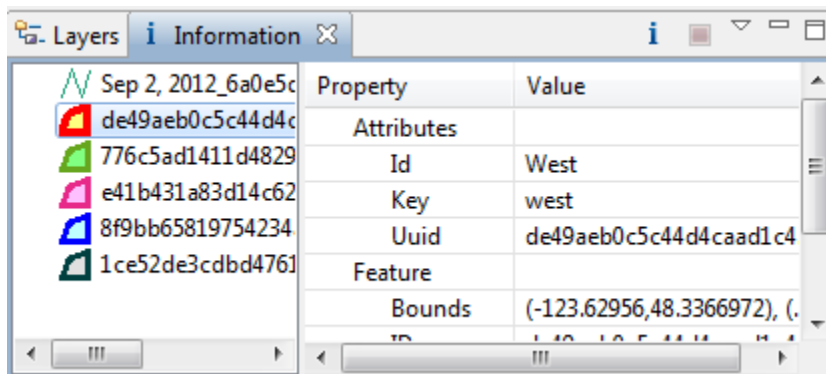 Layers i Information
Sep 2, 2012_6a0e5c
de49aeb0c5c44d4c
776c5ad1411d4829
e41b431a83d14c62
8f9bb65819754234
1ce52de3cdbd4761
Property Value
Attributes
Id West
Key west
Uuid de49aeb0c5c44d4caad1c4
Feature
Bounds (-123.62956,48.3366972), (.
ID